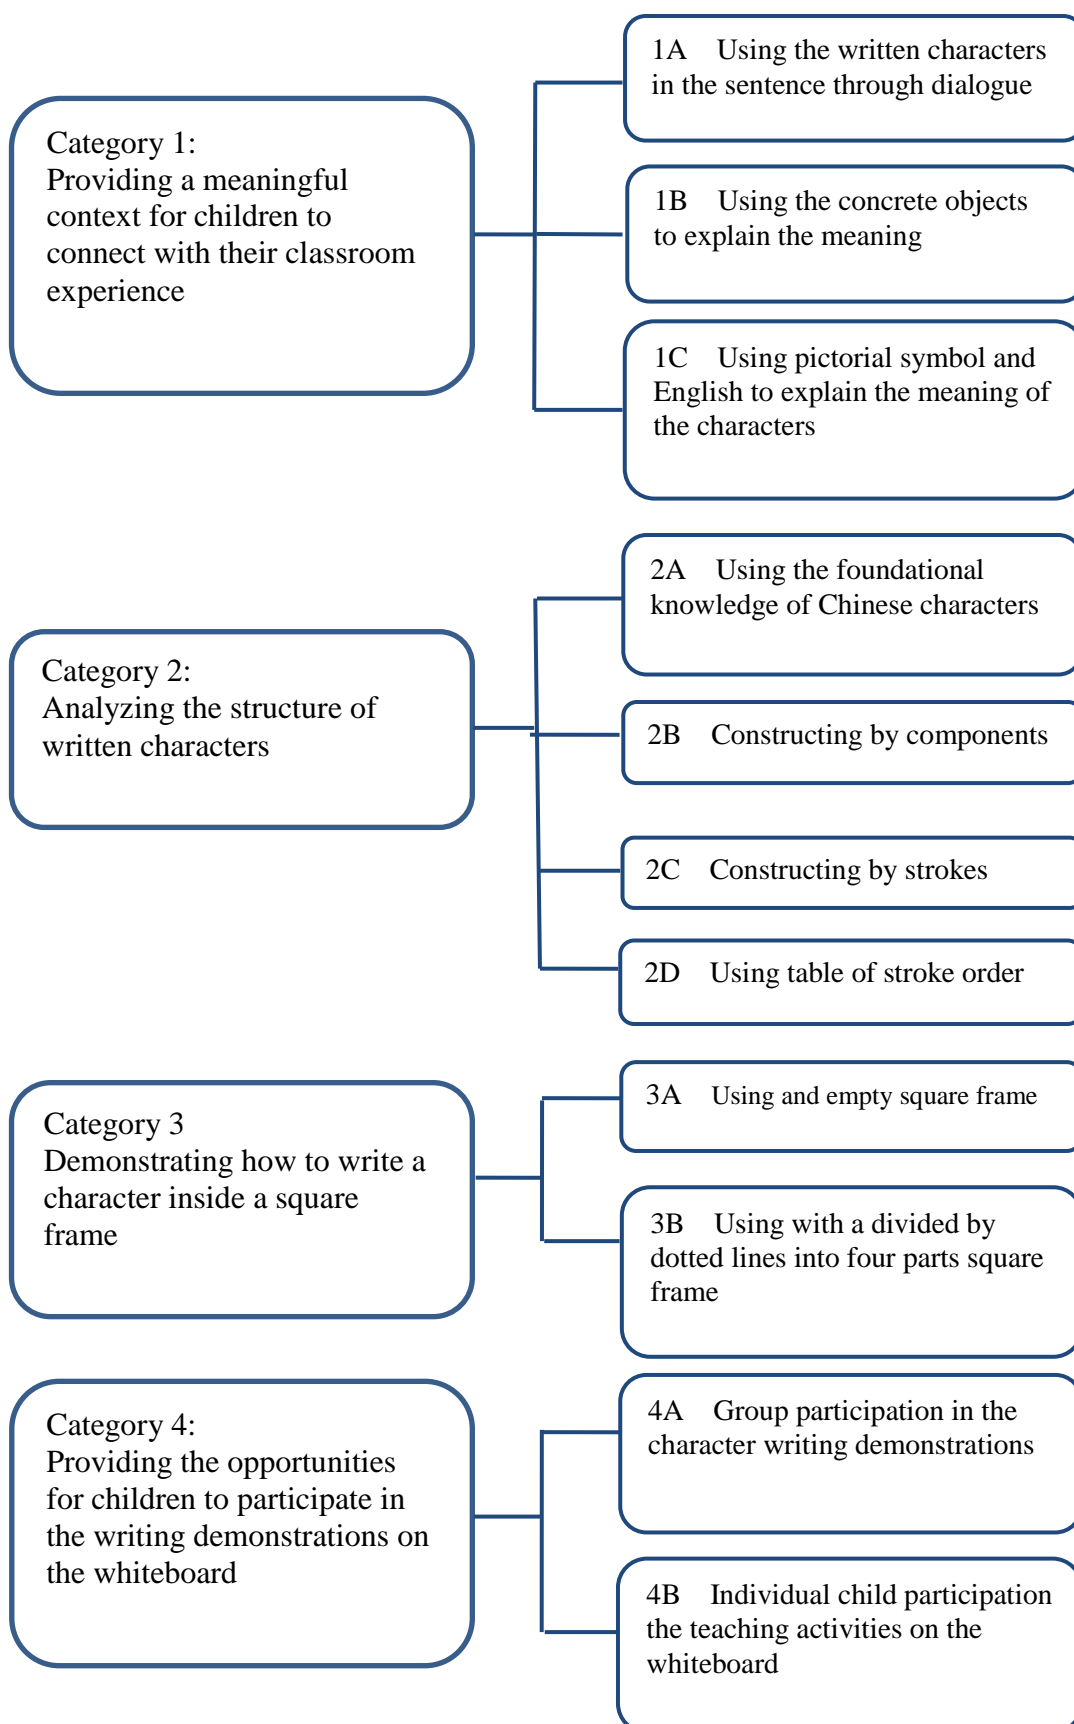 Category 1:
Providing a meaningful
context for children to
connect with their classroom
experience
1A Using the written characters
in the sentence through dialogue
1B Using the concrete objects
to explain the meaning
1C Using pictorial symbol and
English to explain the meaning of
the characters
Category 2:
Analyzing the structure of
written characters
2A Using the foundational
knowledge of Chinese characters
2B Constructing by components
2C Constructing by strokes
2D Using table of stroke order
Category 3
Demonstrating how to write a
character inside a square
frame
3A Using and empty square frame
3B Using with a divided by
dotted lines into four parts square
frame
Category 4:
Providing the opportunities
for children to participate in
the writing demonstrations on
the whiteboard
4A Group participation in the
character writing demonstrations
4B Individual child participation
the teaching activities on the
whiteboard